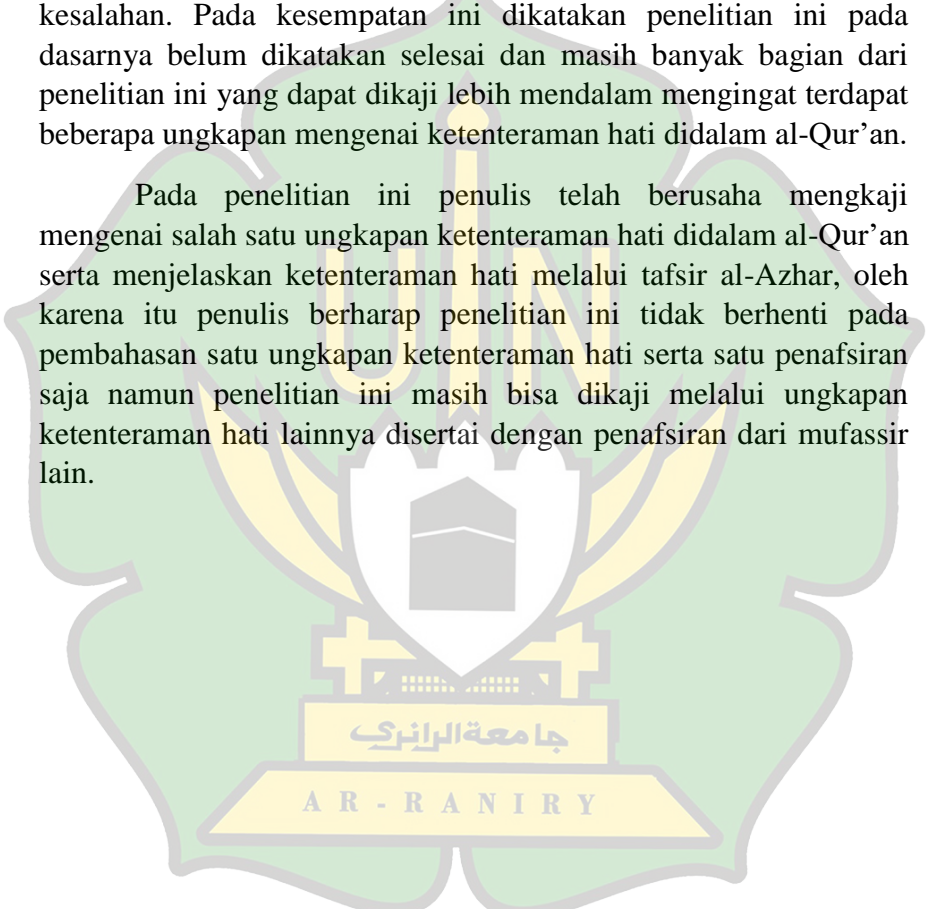 kesalahan. Pada kesempatan ini dikatakan penelitian ini pada
dasarnya belum dikatakan selesai dan masih banyak bagian dari
penelitian ini yang dapat dikaji lebih mendalam mengingat terdapat
beberapa ungkapan mengenai ketenteraman hati didalam al-Qur'an.
Pada penelitian ini penulis telah berusaha mengkaji
mengenai salah satu ungkapan ketenteraman hati didalam al-Qur'an
serta menjelaskan ketenteraman hati melalui tafsir al-Azhar, oleh
karena itu penulis berharap penelitian ini tidak berhenti pada
pembahasan satu ungkapan ketenteraman hati serta satu penafsiran
saja namun penelitian ini masih bisa dikaji melalui ungkapan
ketenteraman hati lainnya disertai dengan penafsiran dari mufassir
lain.
UIN
جامعةالرانرك
AR-RANIRY